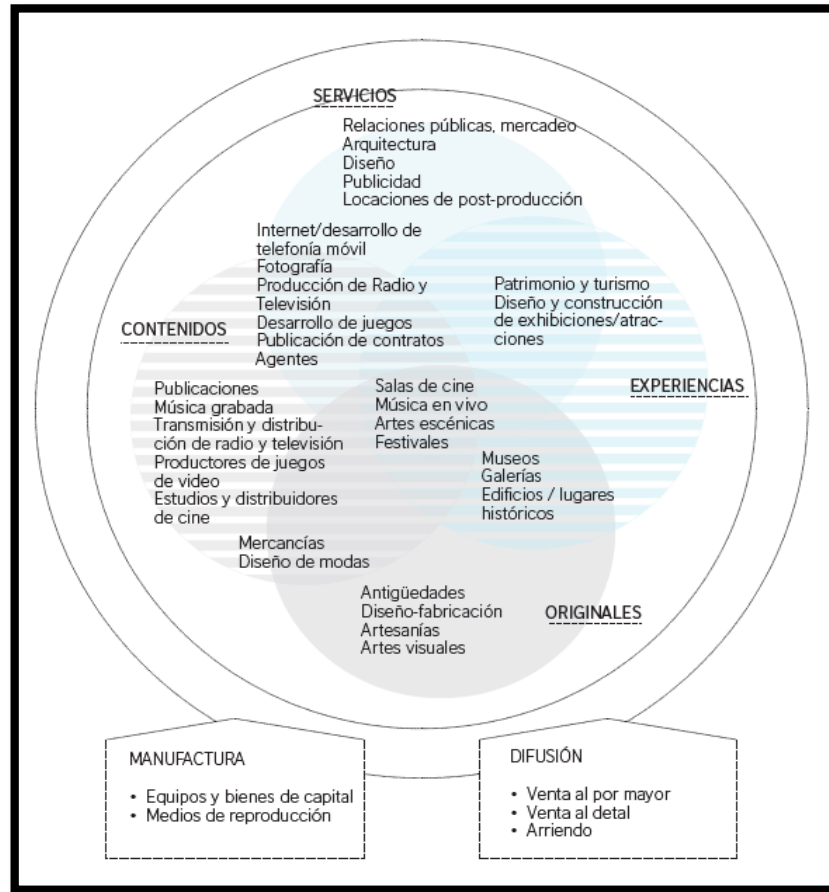 SERVICIOS
Relaciones públicas, mercadeo
Arquitectura
Diseño
Publicidad
Locaciones de post-producción
Internet/desarrollo de
telefonía móvil
Fotografía
Producción de Radio y
Televisión
Desarrollo de juegos
Publicación de contratos
Agentes
Patrimonio y turismo
Diseño y construcción
de exhibiciones/atrac-
ciones
CONTENIDOS
EXPERIENCIAS
Publicaciones
Música grabada
Transmisión y distribu-
ción de radio y televisión
Productores de juegos
de video
Estudios y distribuidores
de cine
Salas de cine
Música en vivo
Artes escénicas
Festivales
Museos
Galerías
Edificios / lugares
históricos
Mercancías
Diseño de modas
Antigüedades
Diseño-fabricación
Artesanías
Artes visuales
ORIGINALES
MANUFACTURA
• Equipos y bienes de capital
• Medios de reproducción
DIFUSIÓN
• Venta al por mayor
• Venta al detal
• Arriendo